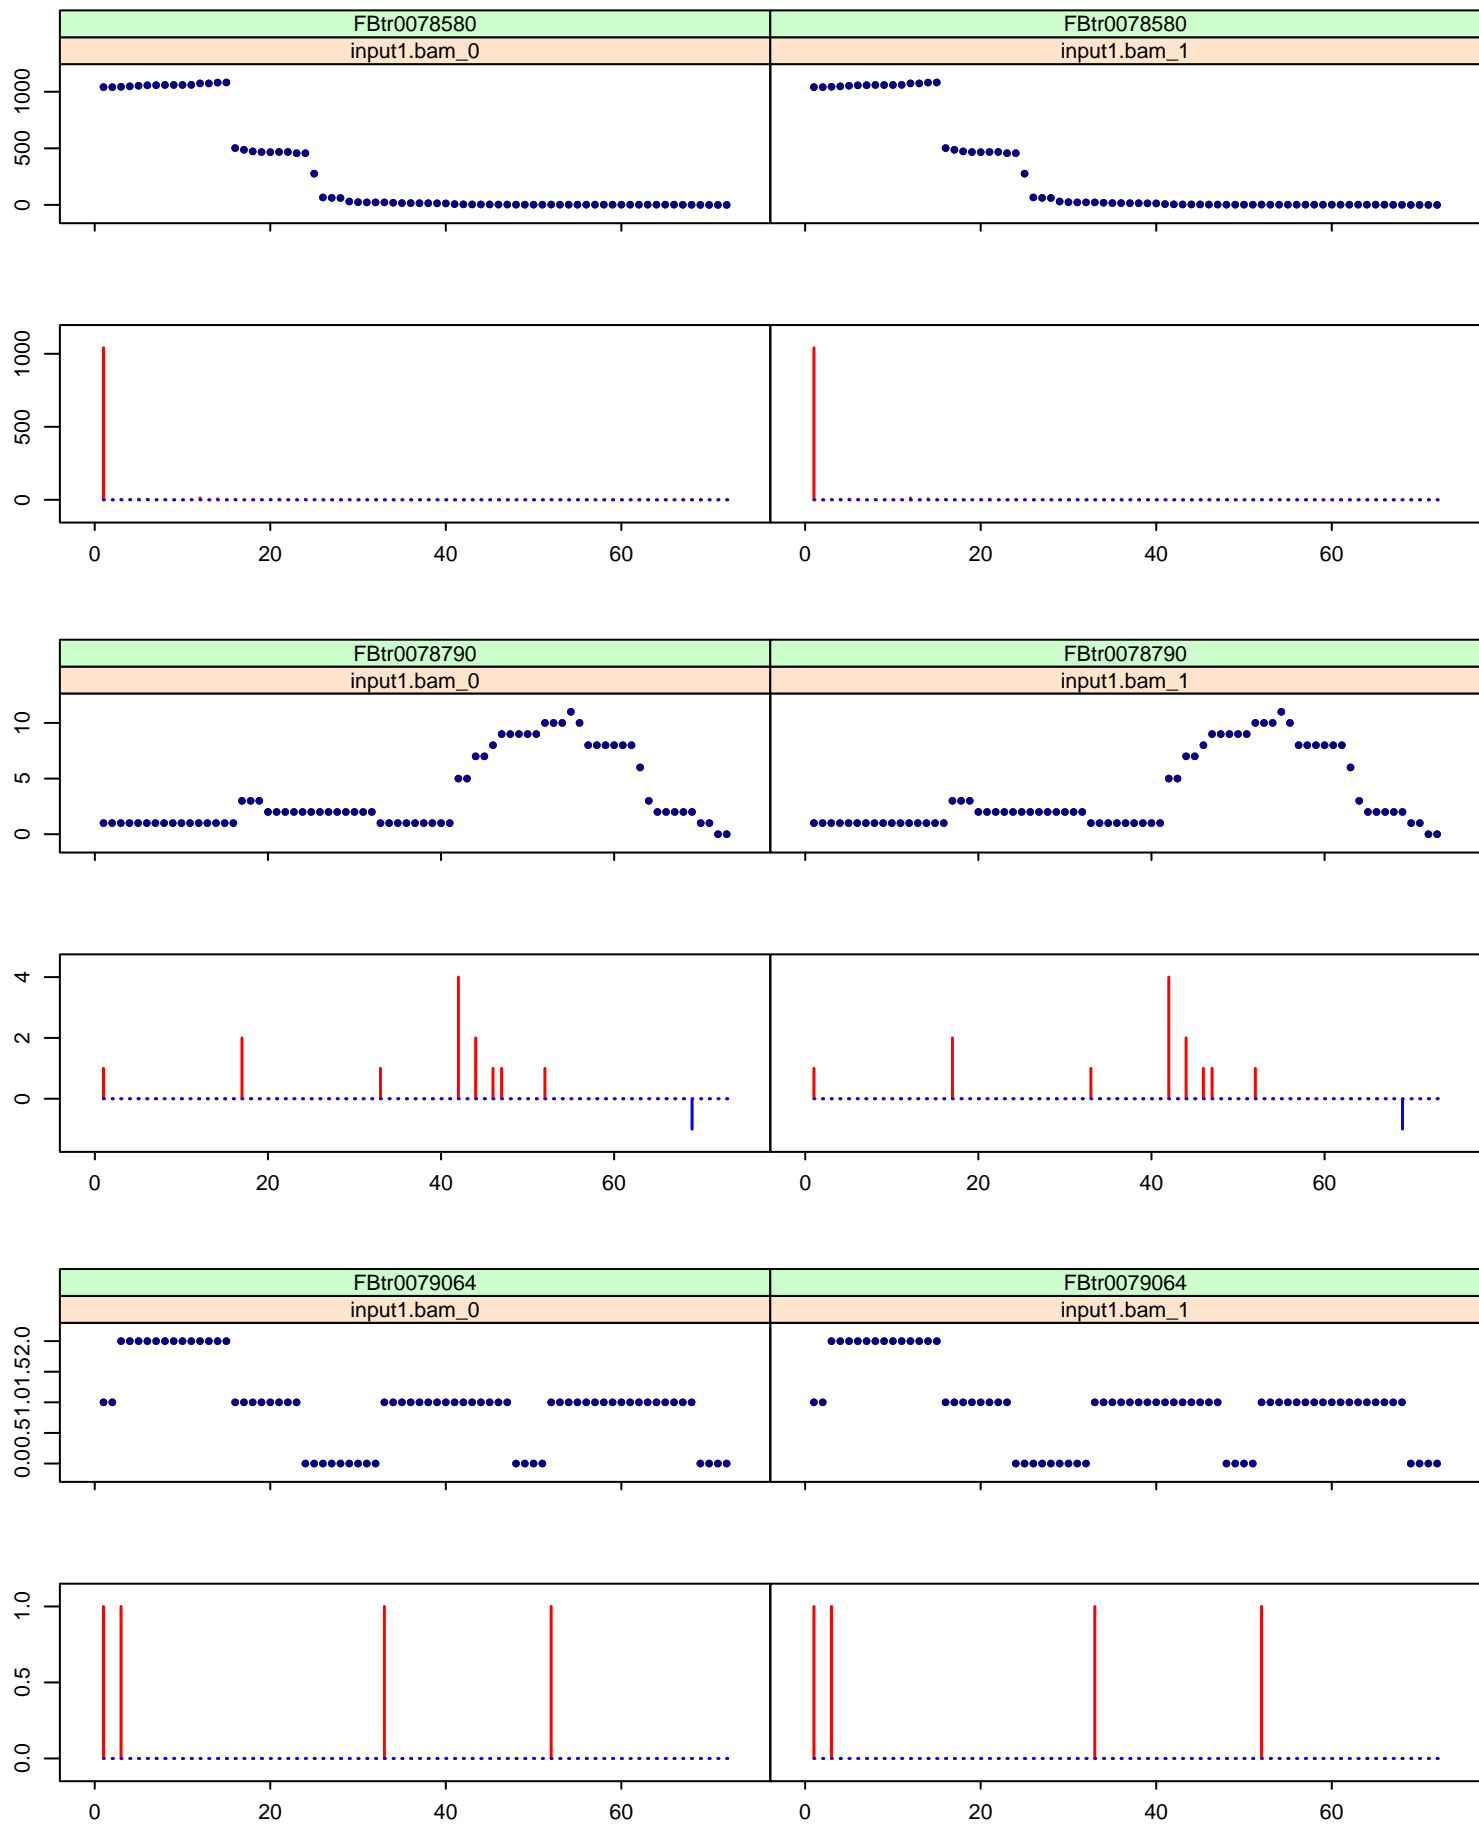 FBtr0078580 FBtr0078580
input1.bam_0 input1.bam_1
1000
500
0
1000
500
0
0 20 40 60 0 20 40 60
FBtr0078790 FBtr0078790
input1.bam_0 input1.bam_1
10
5
0
4
2
0
0 20 40 60 0 20 40 60
FBtr0079064 FBtr0079064
input1.bam_0 input1.bam_1
0.00.51.01.52.0
1.0
0.5
0.0
0 20 40 60 0 20 40 60